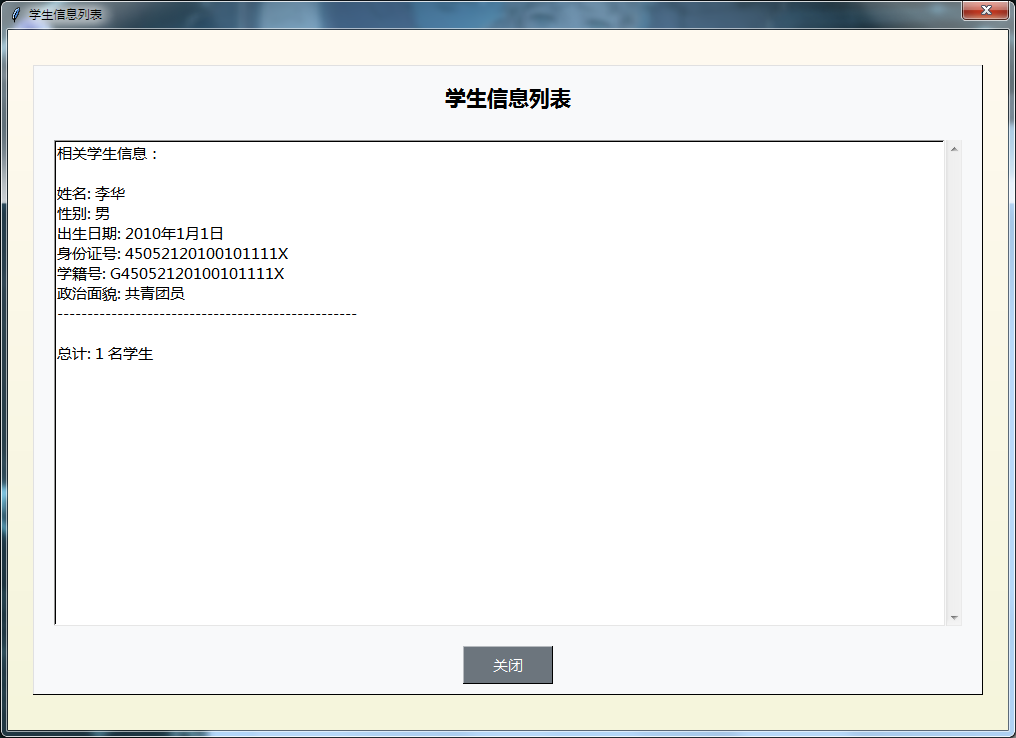 学生信息列表
学生信息列表
相关学生信息：
姓名: 李华
性别: 男
出生日期: 2010年1月1日
身份证号: 45052120100101111X
学籍号: G45052120100101111X
政治面貌: 共青团员
--------------------------------------------------
总计: 1 名学生
关闭